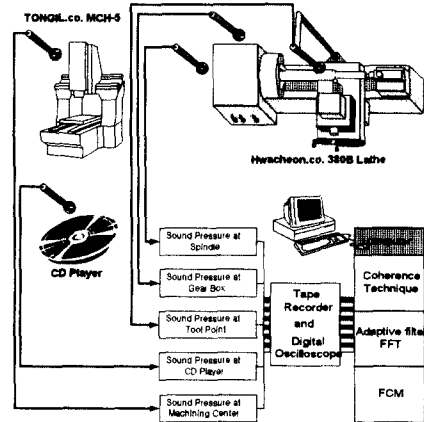 TONGIL.co. MCH-5
Hwacheon.co. 380B Lathe
CD Player
Sound Pressure at
Spindle
Sound Pressure at
Gear Box
Sound Pressure at
Tool Point
Sound Pressure at
CD Player
Sound Pressure at
Machining Center
Tape
Recorder
and
Digital
Oscilloscope
Coherence
Technique
Adaptive filter
FFT
FCM